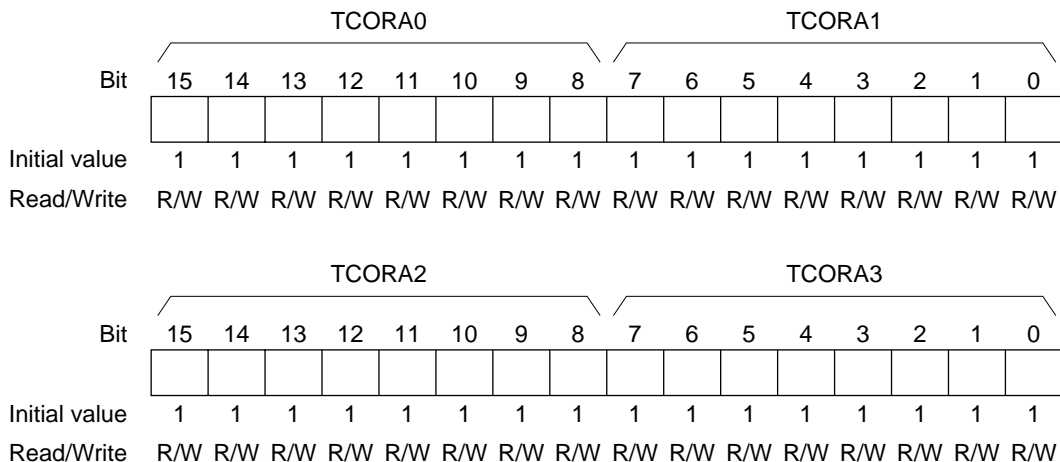 TCORA0 TCORA1
Bit 15 14 13 12 11 10 9 8 7 6 5 4 3 2 1 0
Initial value 1 1 1 1 1 1 1 1 1 1 1 1 1 1 1 1
Read/Write R/W R/W R/W R/W R/W R/W R/W R/W R/W R/W R/W R/W R/W R/W R/W R/W
TCORA2 TCORA3
Bit 15 14 13 12 11 10 9 8 7 6 5 4 3 2 1 0
Initial value 1 1 1 1 1 1 1 1 1 1 1 1 1 1 1 1
Read/Write R/W R/W R/W R/W R/W R/W R/W R/W R/W R/W R/W R/W R/W R/W R/W R/W